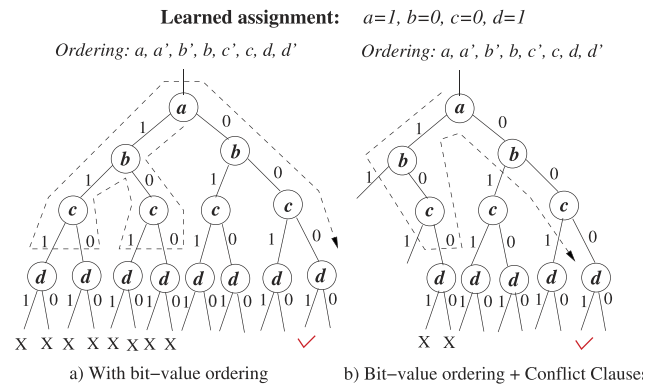 Learned assignment: a=1, b=0, c=0, d=1
Ordering: a, a', b', b, c', c, d, d'
Ordering: a, a', b', b, c', c, d, d'
a
a
1
0
1
0
b
b
b
b
1
0
1
0
1
0
1
0
c
c
c
c
c
c
c
1
0
1
0
1
0
1
0
1
0
1
0
1
0
d
d
d
d
d
d
d
d
d
d
d
d
d
d
1
0
1
0
1
0
1
0
1
0
1
0
1
0
1
0
1
0
1
0
1
0
1
0
1
0
1
0
X X X X X X X X
X X
a) With bit-value ordering
b) Bit-value ordering + Conflict Clause